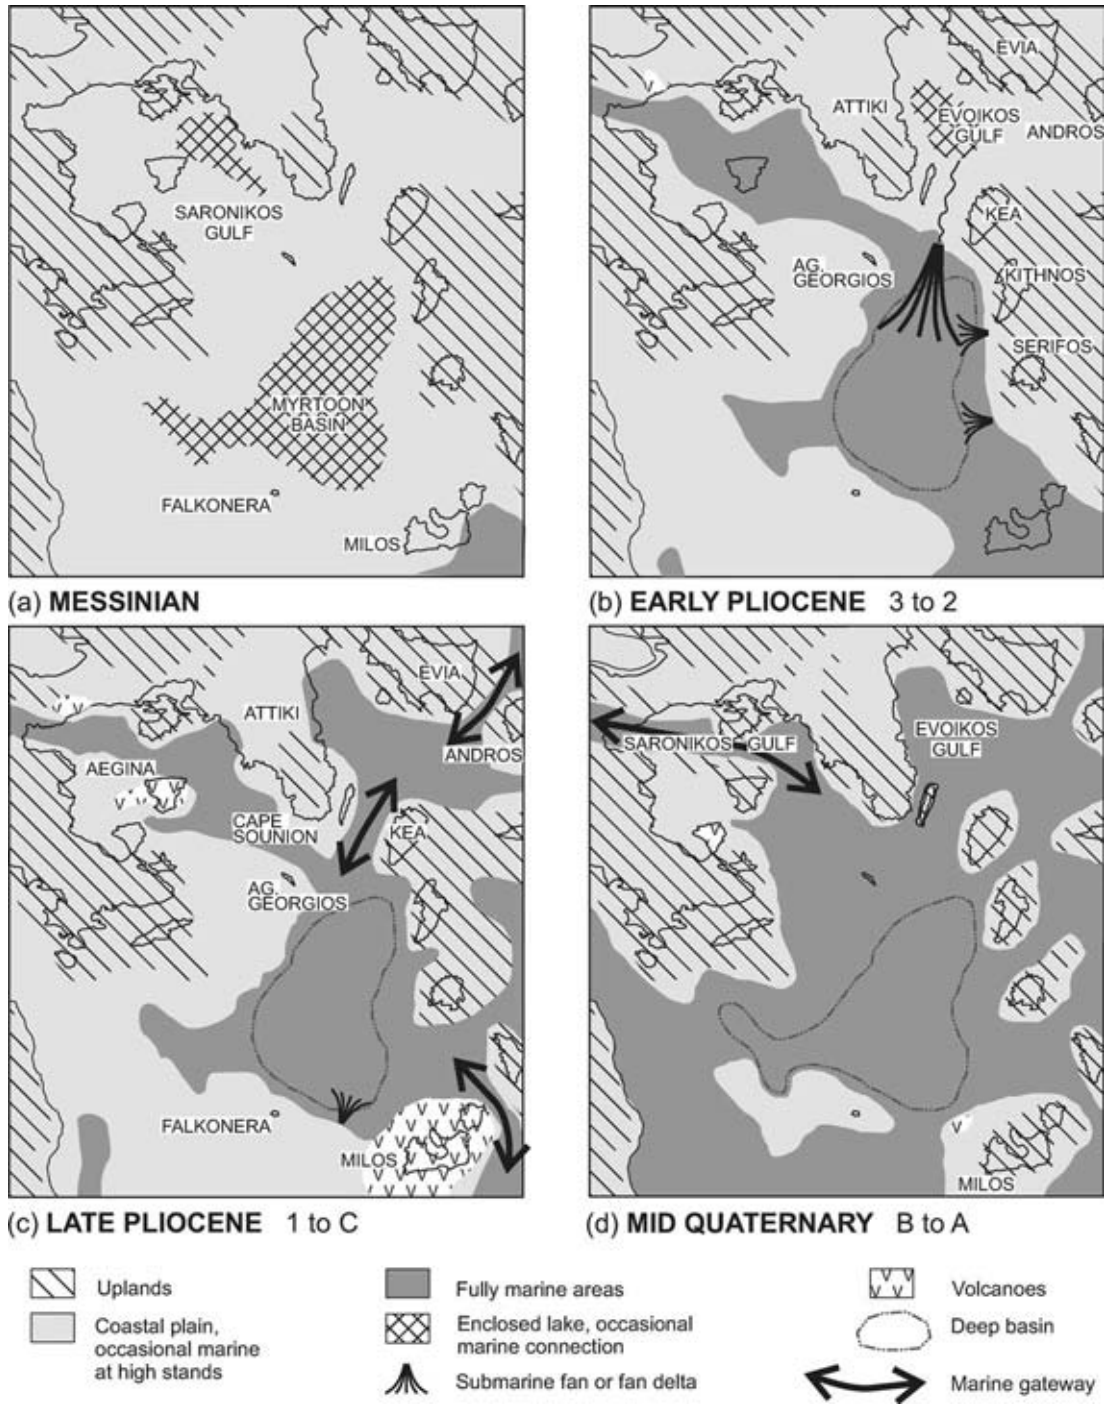 SARONIKOS
GULF
MYRTOON
BASIN
FALKONERA
MILOS
(a) MESSINIAN
EVIA
V
ATTIKI
EVOIKOS
GULF
ANDROS
KEA
AG.
GEORGIOS
KITHNOS
SERIFOS
(b) EARLY PLIOCENE 3 to 2
EVIA
V V
ATTIKI
ANDROS
AEGINA
V V V
V V
CAPE
SOUNION
KEA
AG.
GEORGIOS
FALKONERA
MILOS
V V V V
(c) LATE PLIOCENE 1 to C
EVOIKOS
GULF
SARONIKOS GULF
V
V
MILOS
(d) MID QUATERNARY B to A
Uplands
Coastal plain,
occasional marine
at high stands
Fully marine areas
Enclosed lake, occasional
marine connection
Submarine fan or fan delta
V V V
Volcanoes
Deep basin
Marine gateway